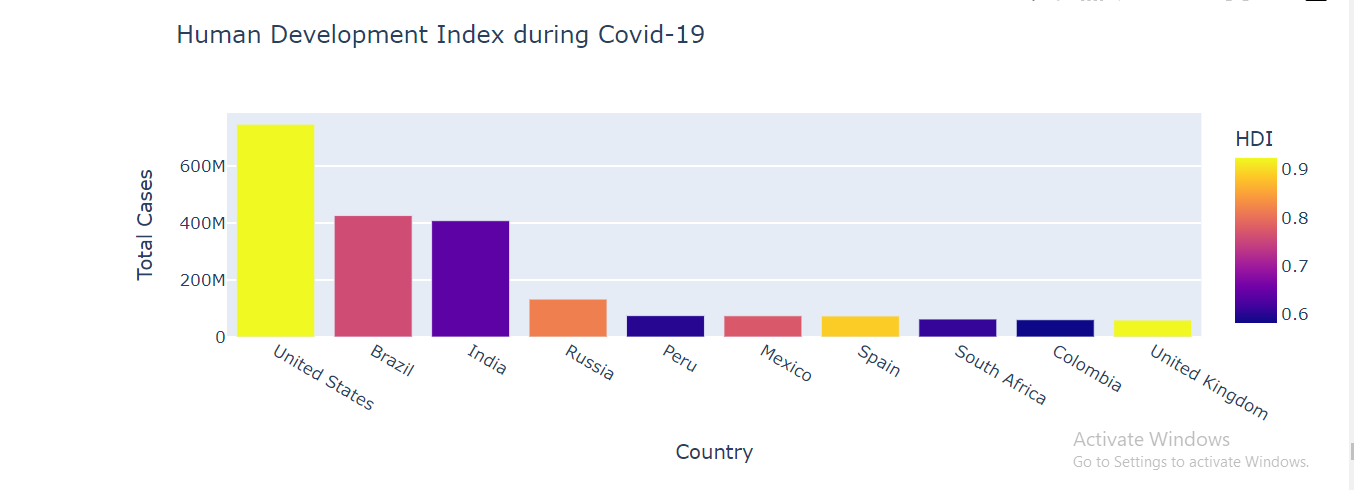 Human Development Index during Covid-19
HDI
0.9
0.8
0.7
0.6
Total Cases
600M
400M
200M
0
United States
Brazil
India
Russia
Peru
Mexico
Spain
South Africa
Colombia
United Kingdom
Country
Activate Windows
Go to Settings to activate Windows.